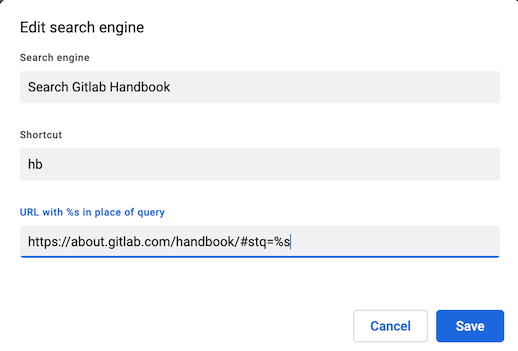 Edit search engine
Search engine
Search Gitlab Handbook
Shortcut
hb
URL with %s in place of query
https://about.gitlab.com/handbook/#stq=%s
Cancel Save